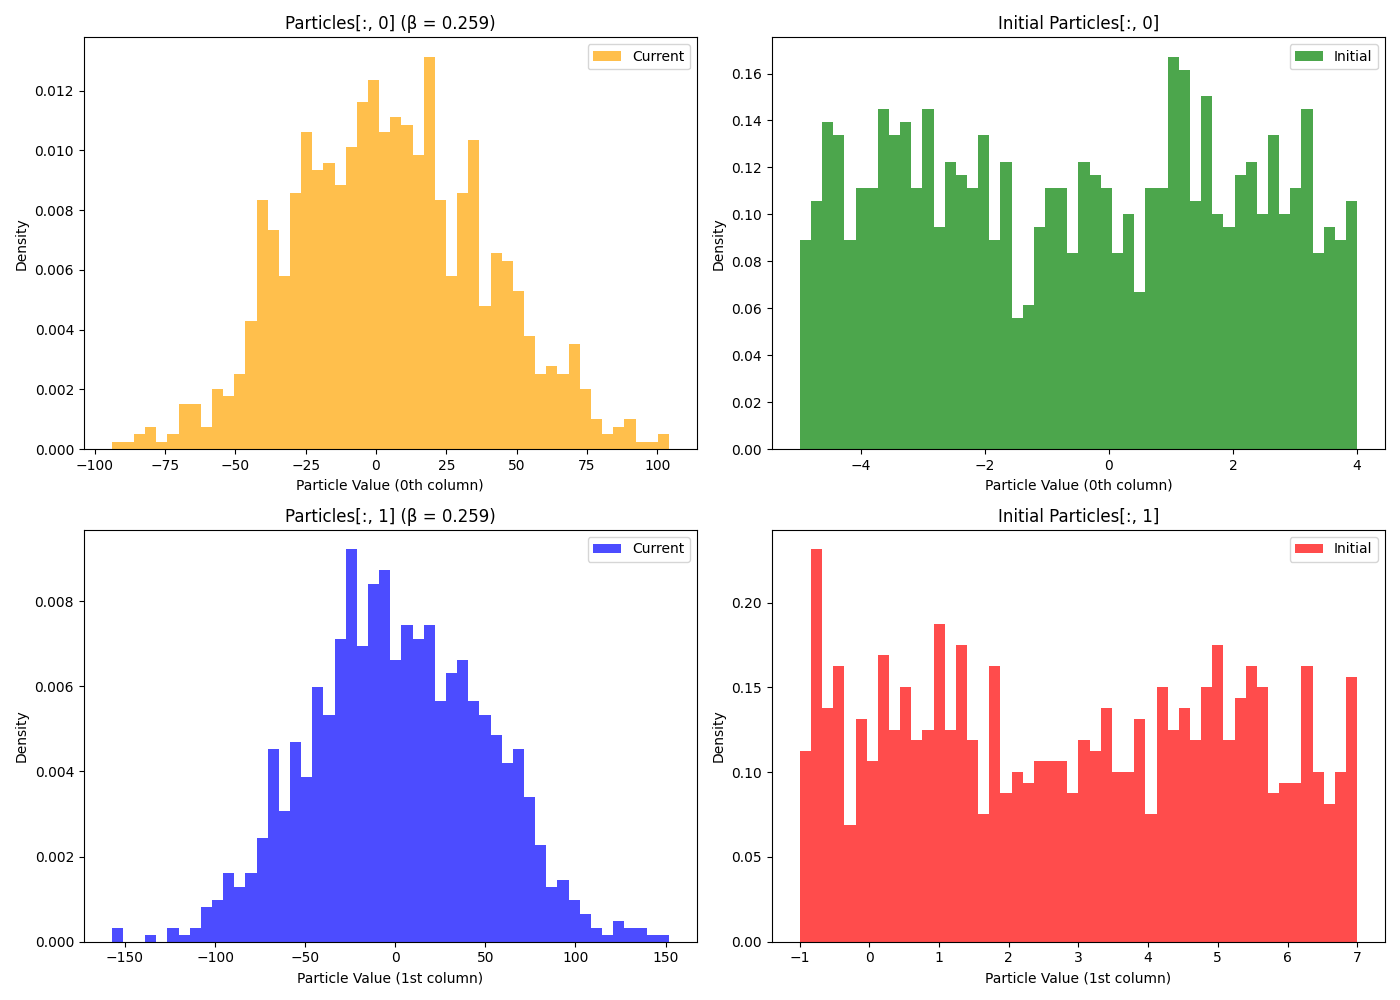 Particles[:, 0] (β = 0.259)
Current
Density
0.012
0.010
0.008
0.006
0.004
0.002
0.000
−100 −75 −50 −25 0 25 50 75 100
Particle Value (0th column)
Initial Particles[:, 0]
Initial
Density
0.16
0.14
0.12
0.10
0.08
0.06
0.04
0.02
0.00
−4 −2 0 2 4
Particle Value (0th column)
Particles[:, 1] (β = 0.259)
Current
Density
0.008
0.006
0.004
0.002
0.000
−150 −100 −50 0 50 100 150
Particle Value (1st column)
Initial Particles[:, 1]
Initial
Density
0.20
0.15
0.10
0.05
0.00
−1 0 1 2 3 4 5 6 7
Particle Value (1st column)